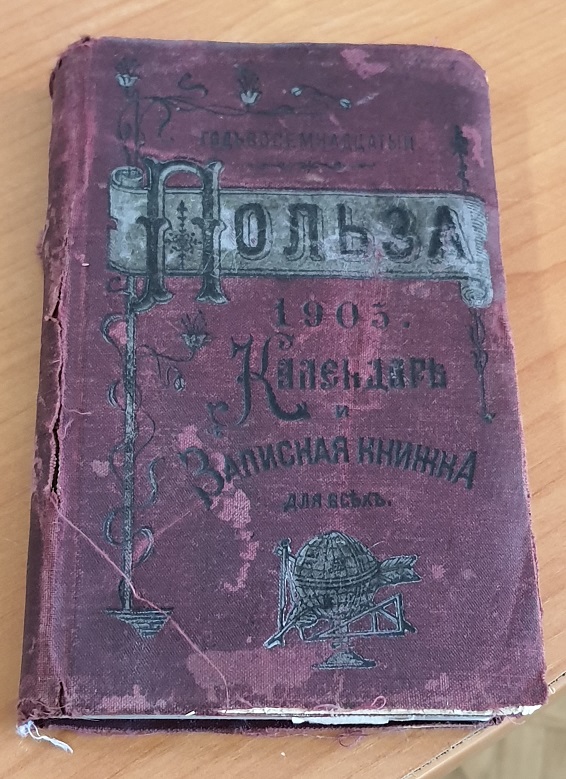 ГОДЪ ВОСЕМНАДЦАТЫЙ
ПОЛЬЗА
1905.
КАЛЕНДАРЬ
И
ЗАПИСНАЯ КНИЖКА
ДЛЯ ВСѢХЪ.